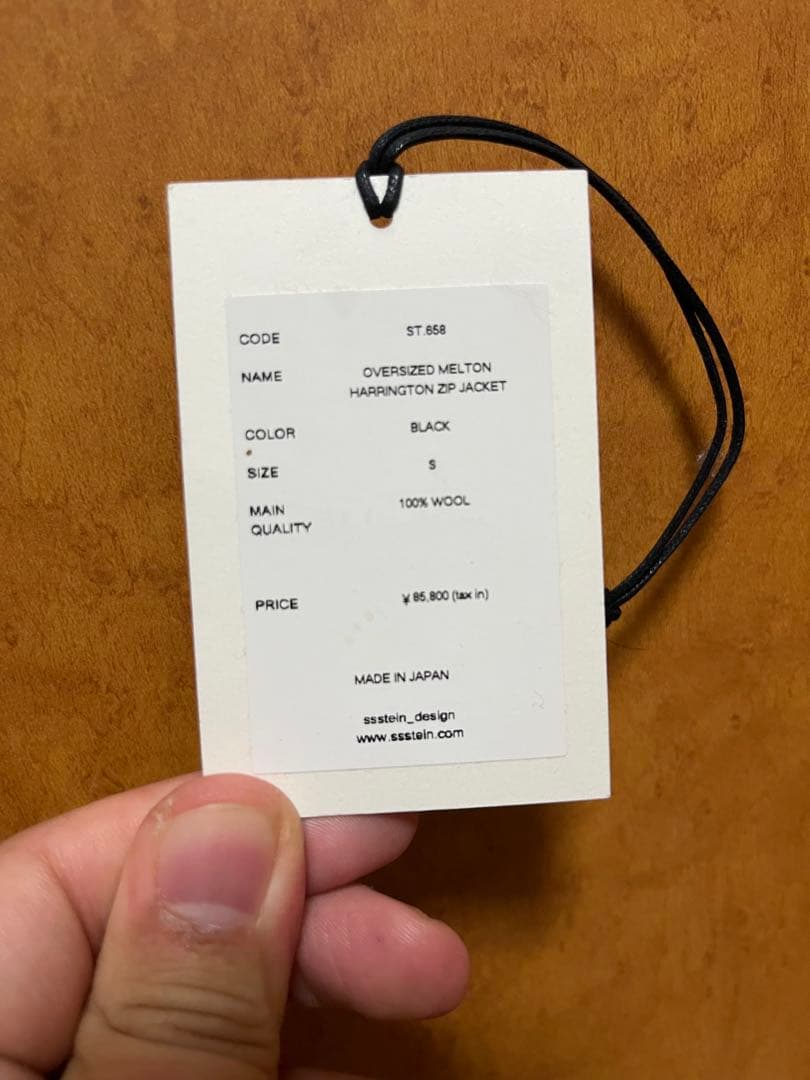 CODE ST.658
NAME OVERSIZED MELTON
HARRINGTON ZIP JACKET
COLOR BLACK
SIZE S
MAIN 100% WOOL
QUALITY
PRICE ¥ 85,800 (tax in)
MADE IN JAPAN
ssstein_design
www.ssstein.com